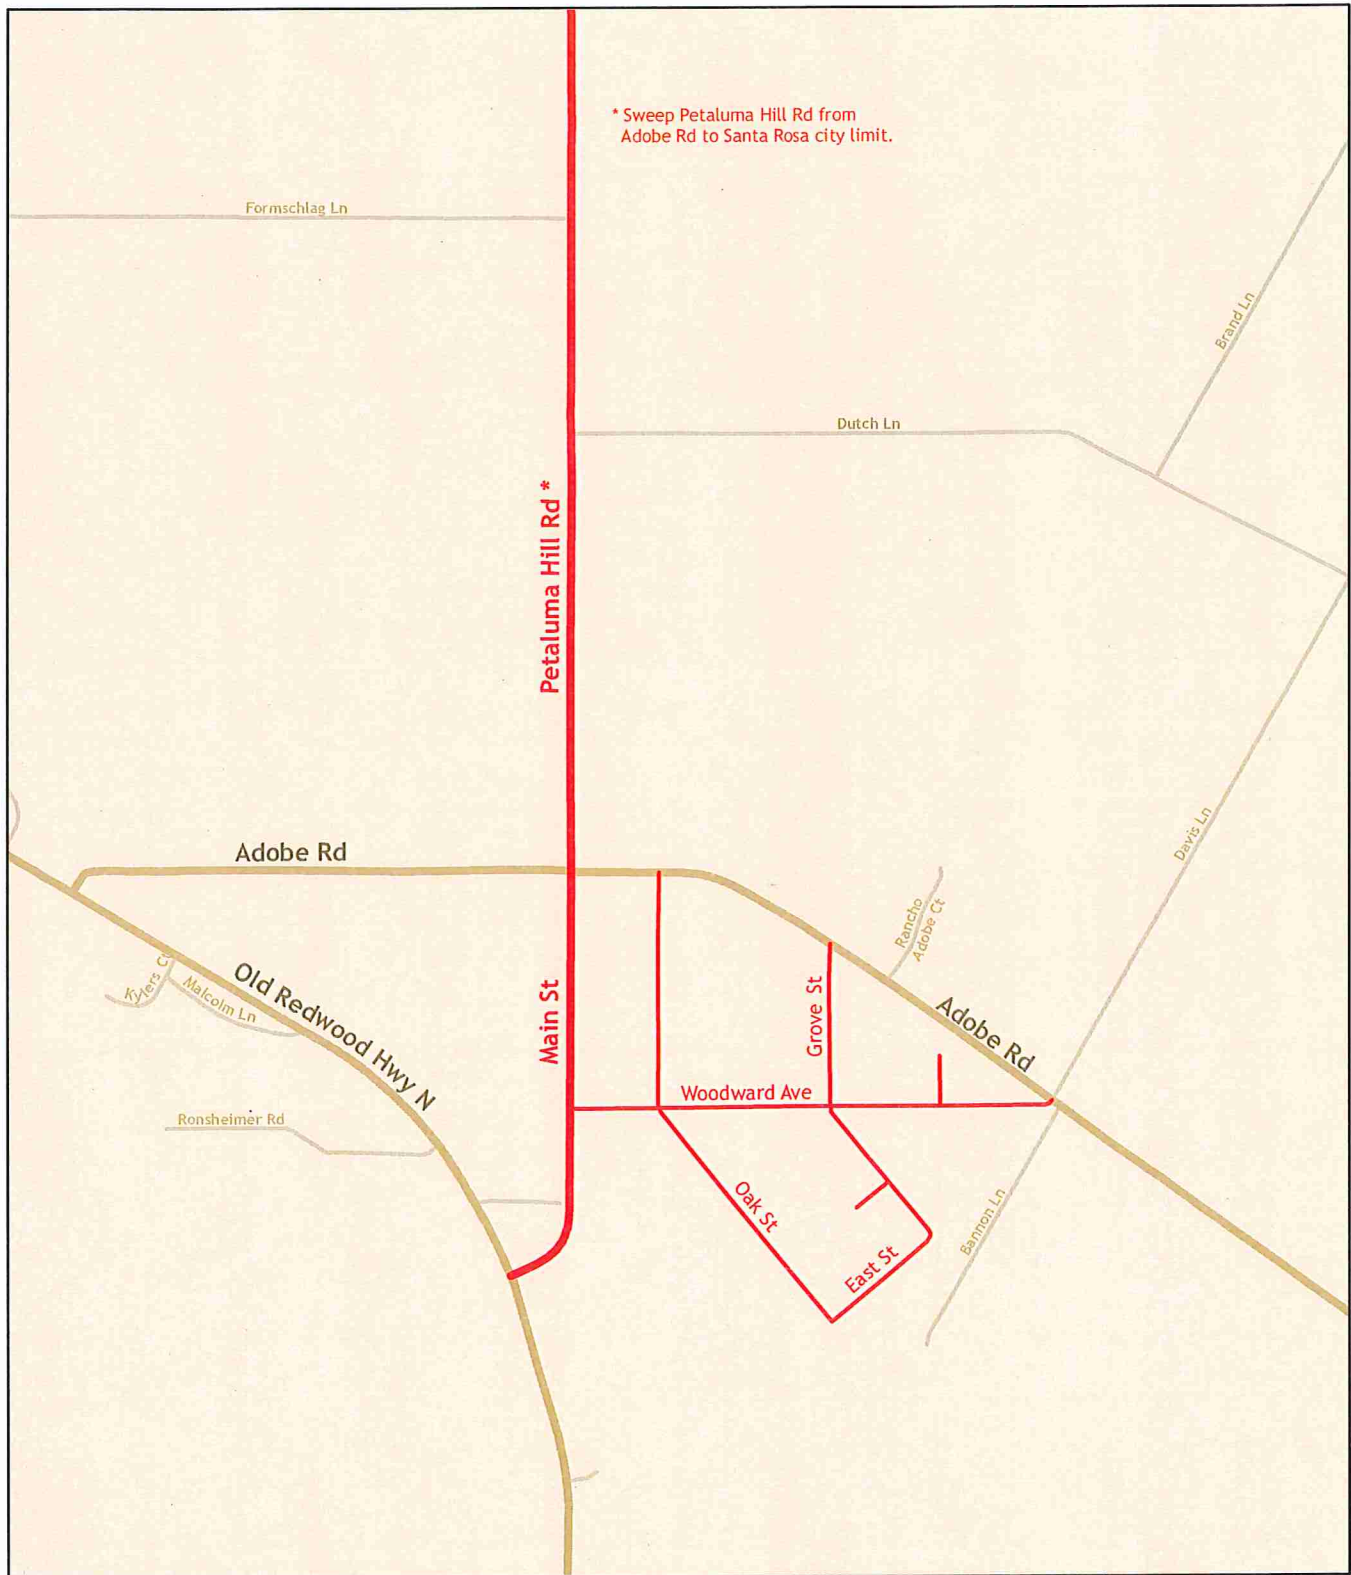 * Sweep Petaluma Hill Rd from
Adobe Rd to Santa Rosa city limit.
Formschlag Ln
Brand Ln
Dutch Ln
Petaluma Hill Rd *
Davis Ln
Adobe Rd
Rancho
Adobe Ct
Kylers Ct
Malcolm Ln
Old Redwood Hwy N
Main St
Grove St
Adobe Rd
Woodward Ave
Ronsheimer Rd
Oak St
East St
Bannon Ln